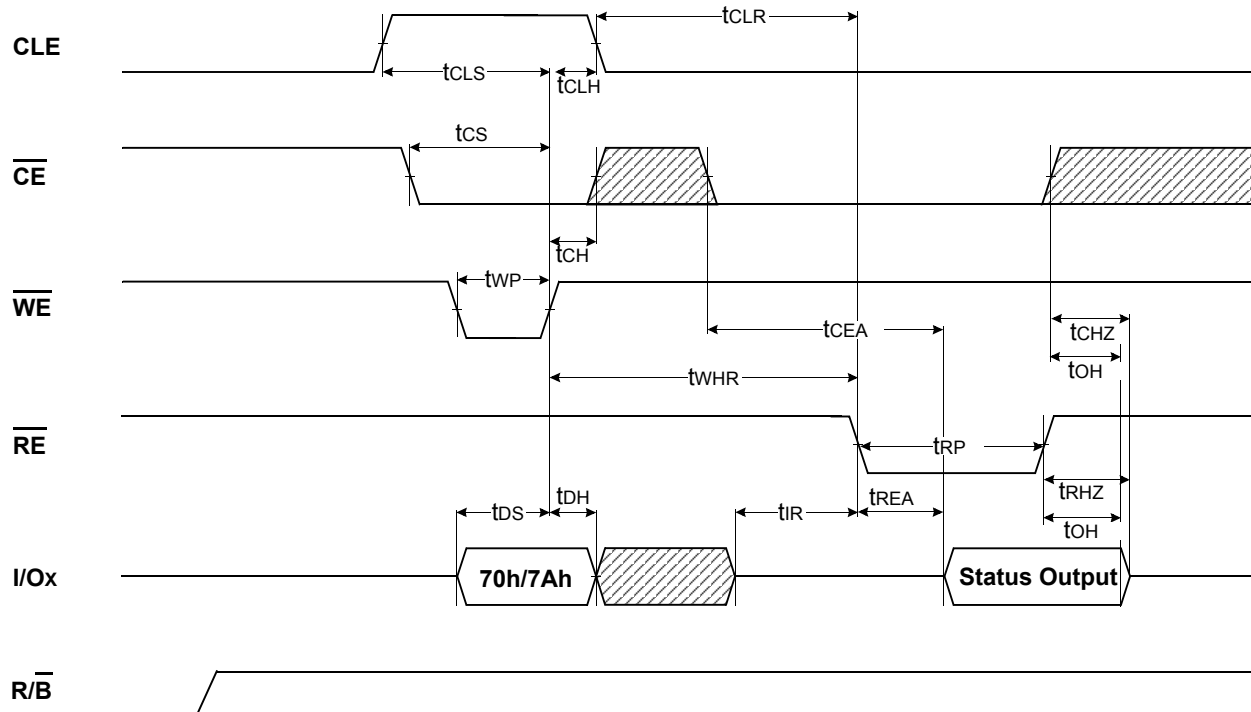 tCLR
CLE
tCLS
tCLH
tCS
CE
tCH
tWP
WE
tCEA
tCHZ
tOH
tWHR
RE
tRP
tDH
tRHZ
tDS
tIR
tREA
tOH
I/Ox
70h/7Ah
Status Output
R/B